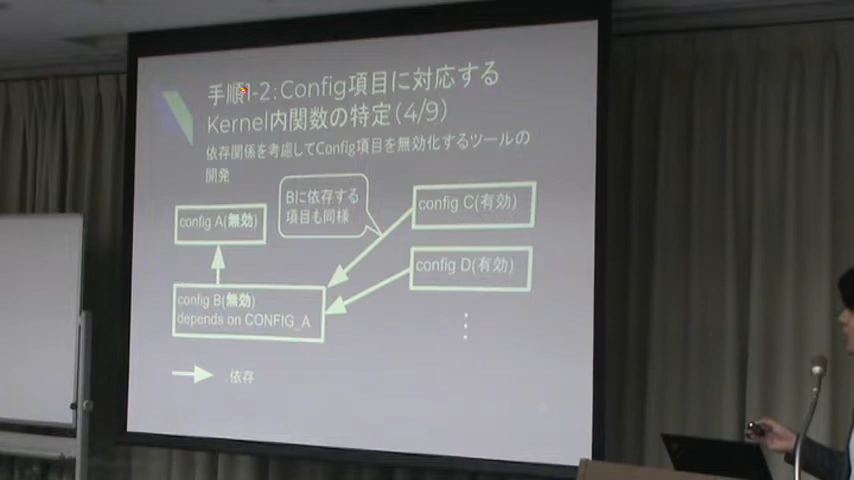 手順1-2:Config項目に対応する
Kernel内関数の特定(4/9)
依存関係を考慮してConfig項目を無効化するツールの
開発
Bに依存する
項目も同様
config A(無効)
config C(有効)
config D(有効)
config B(無効)
depends on CONFIG_A
依存